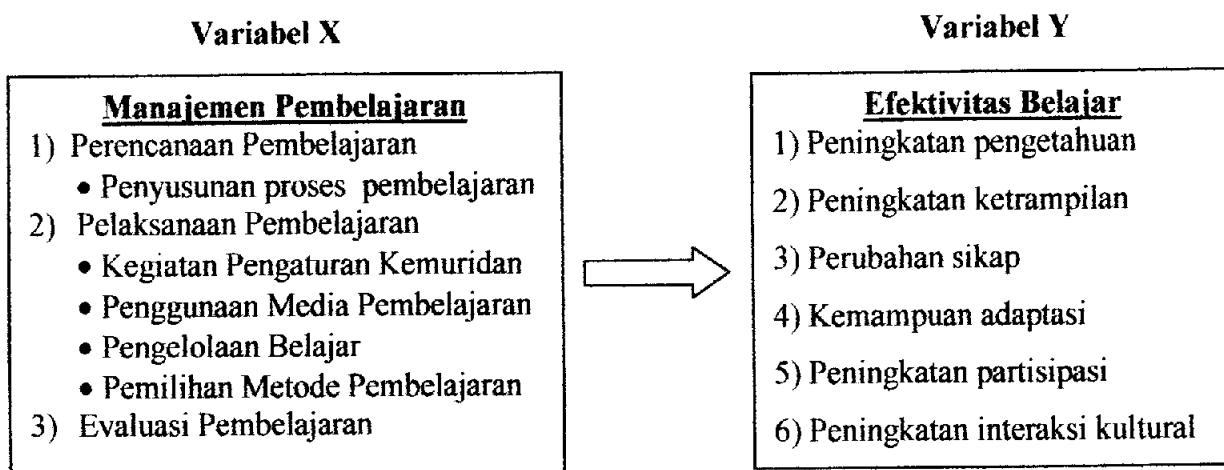 Variabel X
Manajemen Pembelajaran
1) Perencanaan Pembelajaran
• Penyusunan proses pembelajaran
2) Pelaksanaan Pembelajaran
• Kegiatan Pengaturan Kemuridan
• Penggunaan Media Pembelajaran
• Pengelolaan Belajar
• Pemilihan Metode Pembelajaran
3) Evaluasi Pembelajaran
Variabel Y
Efektivitas Belajar
1) Peningkatan pengetahuan
2) Peningkatan ketrampilan
3) Perubahan sikap
4) Kemampuan adaptasi
5) Peningkatan partisipasi
6) Peningkatan interaksi kultural